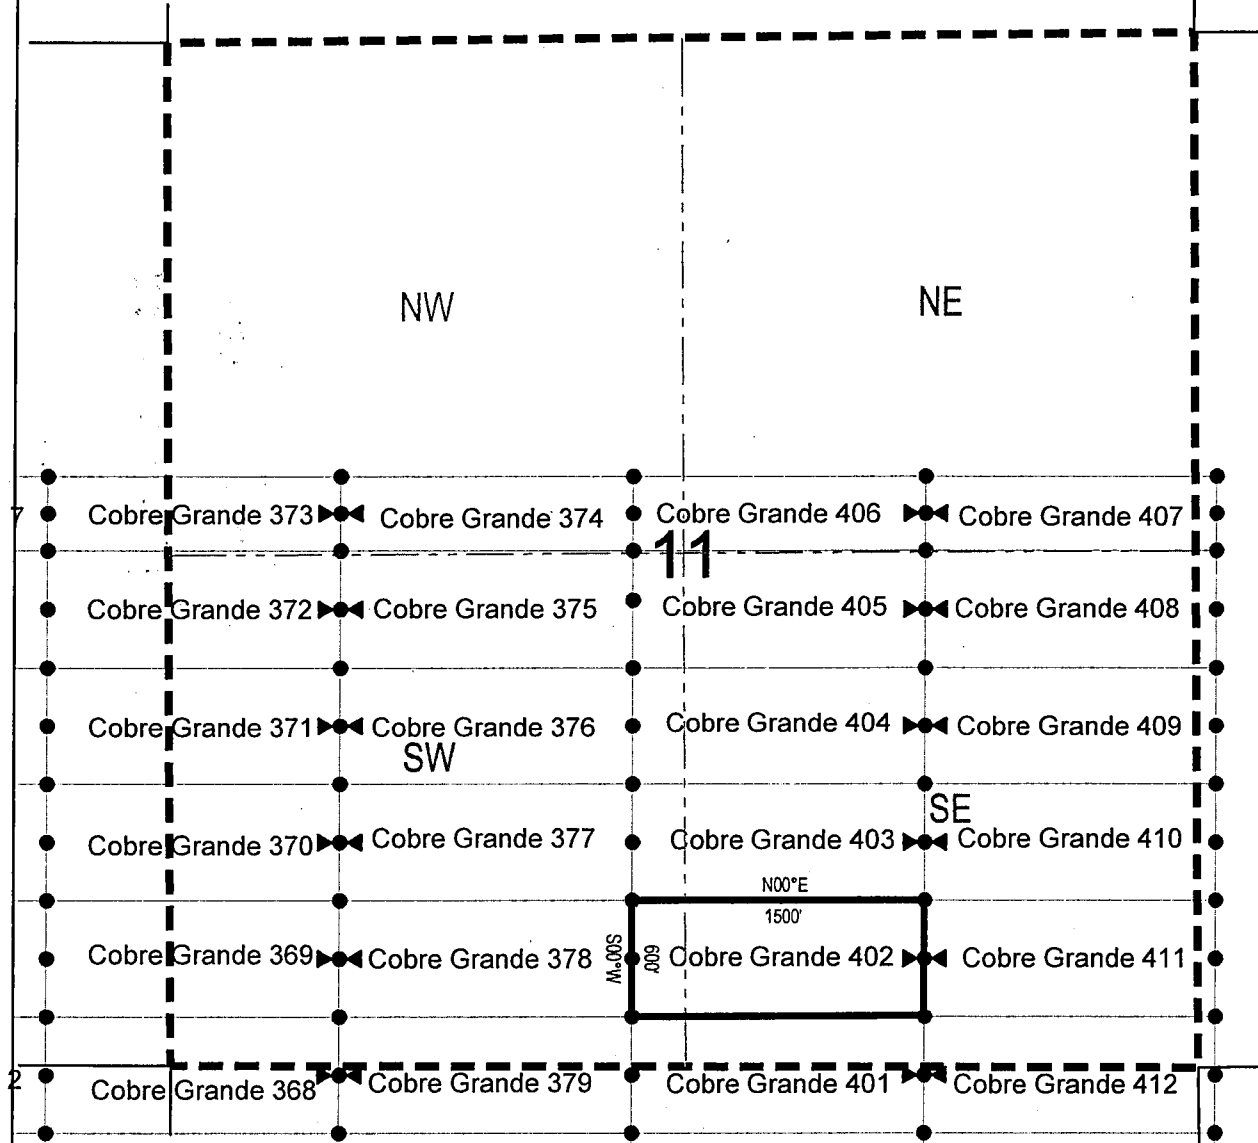 NW
NE
7
Cobre Grande 373
Cobre Grande 374
Cobre Grande 406
Cobre Grande 407
11
Cobre Grande 372
Cobre Grande 375
Cobre Grande 405
Cobre Grande 408
Cobre Grande 371
Cobre Grande 376
Cobre Grande 404
Cobre Grande 409
SW
SE
Cobre Grande 370
Cobre Grande 377
Cobre Grande 403
Cobre Grande 410
N00°E
1500'
Cobre Grande 369
Cobre Grande 378
S00°W
600'
Cobre Grande 402
Cobre Grande 411
2
Cobre Grande 368
Cobre Grande 379
Cobre Grande 401
Cobre Grande 412